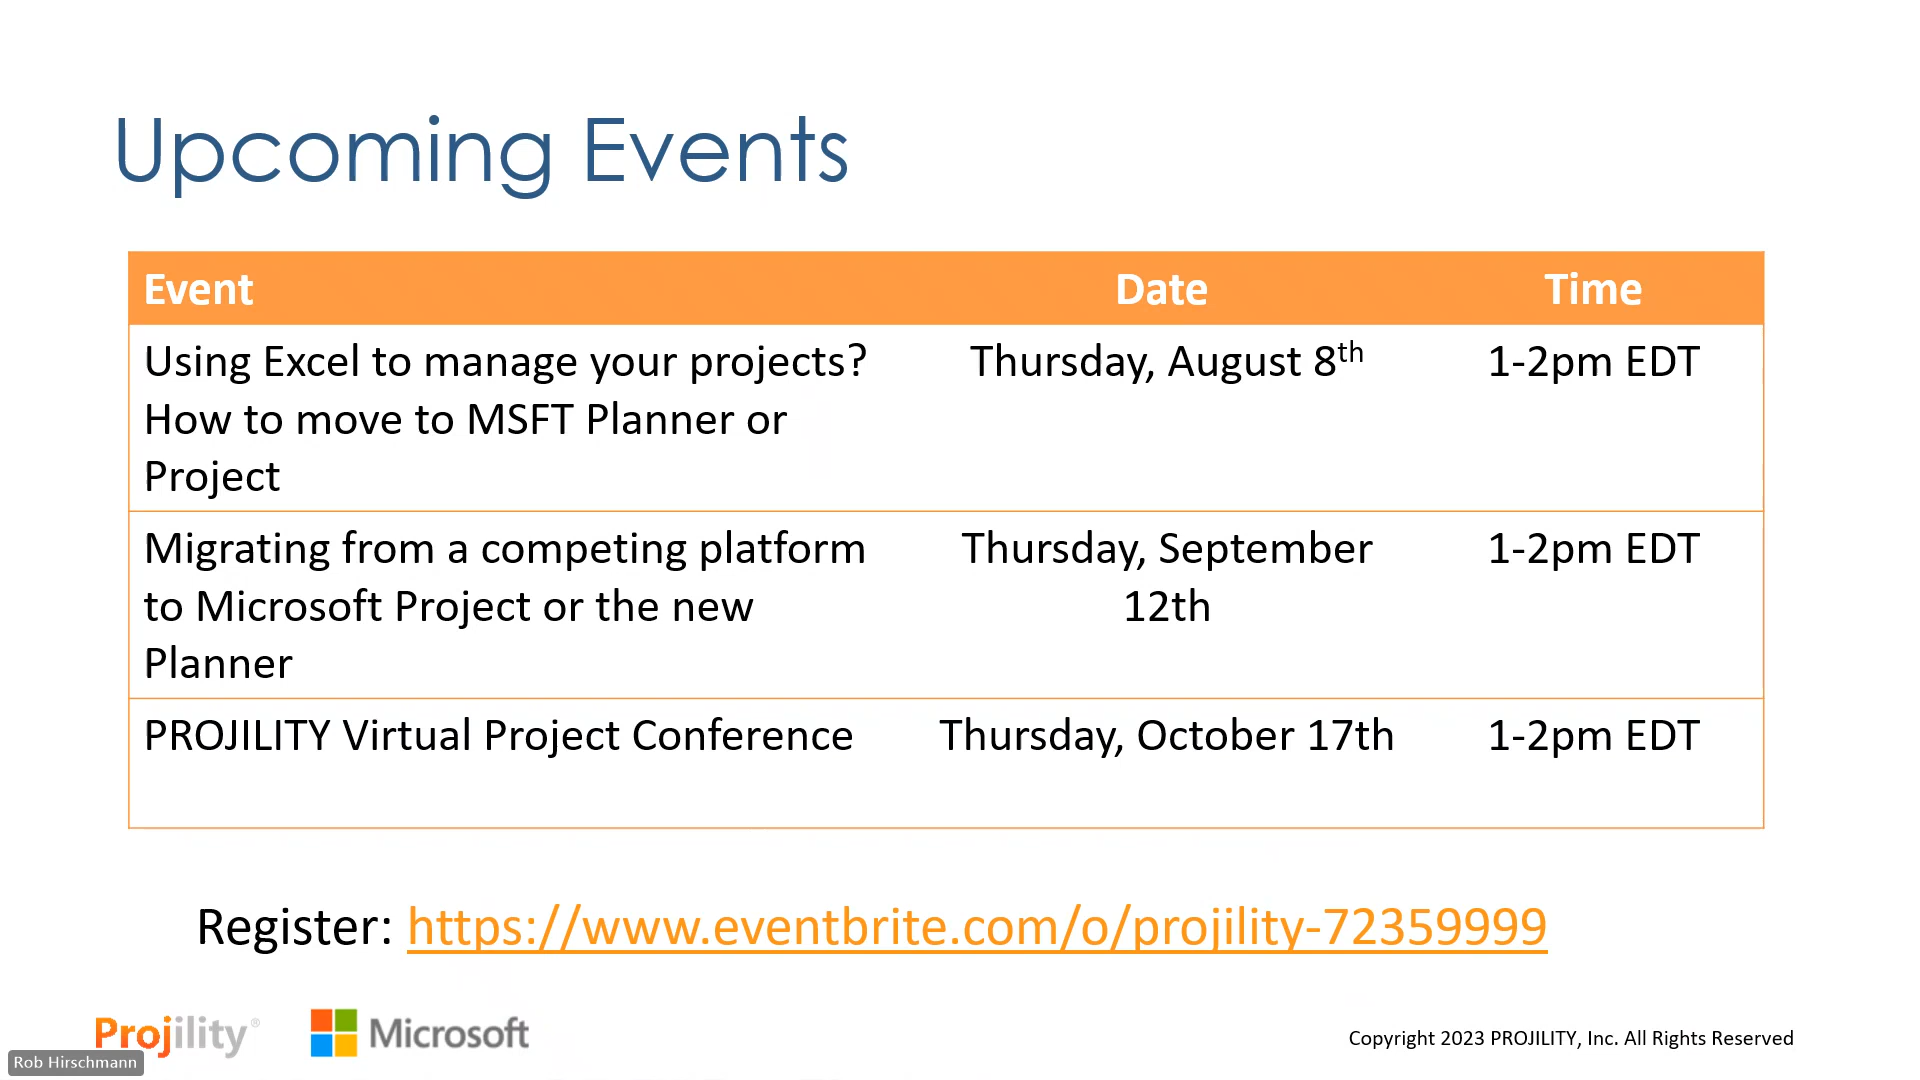 Upcoming Events
Event Date Time
Using Excel to manage your projects? Thursday, August 8th 1-2pm EDT
How to move to MSFT Planner or
Project
Migrating from a competing platform Thursday, September 1-2pm EDT
to Microsoft Project or the new 12th
Planner
PROJILITY Virtual Project Conference Thursday, October 17th 1-2pm EDT
Register: https://www.eventbrite.com/o/projility-72359999
Projility® Microsoft
Copyright 2023 PROJILITY, Inc. All Rights Reserved
Rob Hirschmann